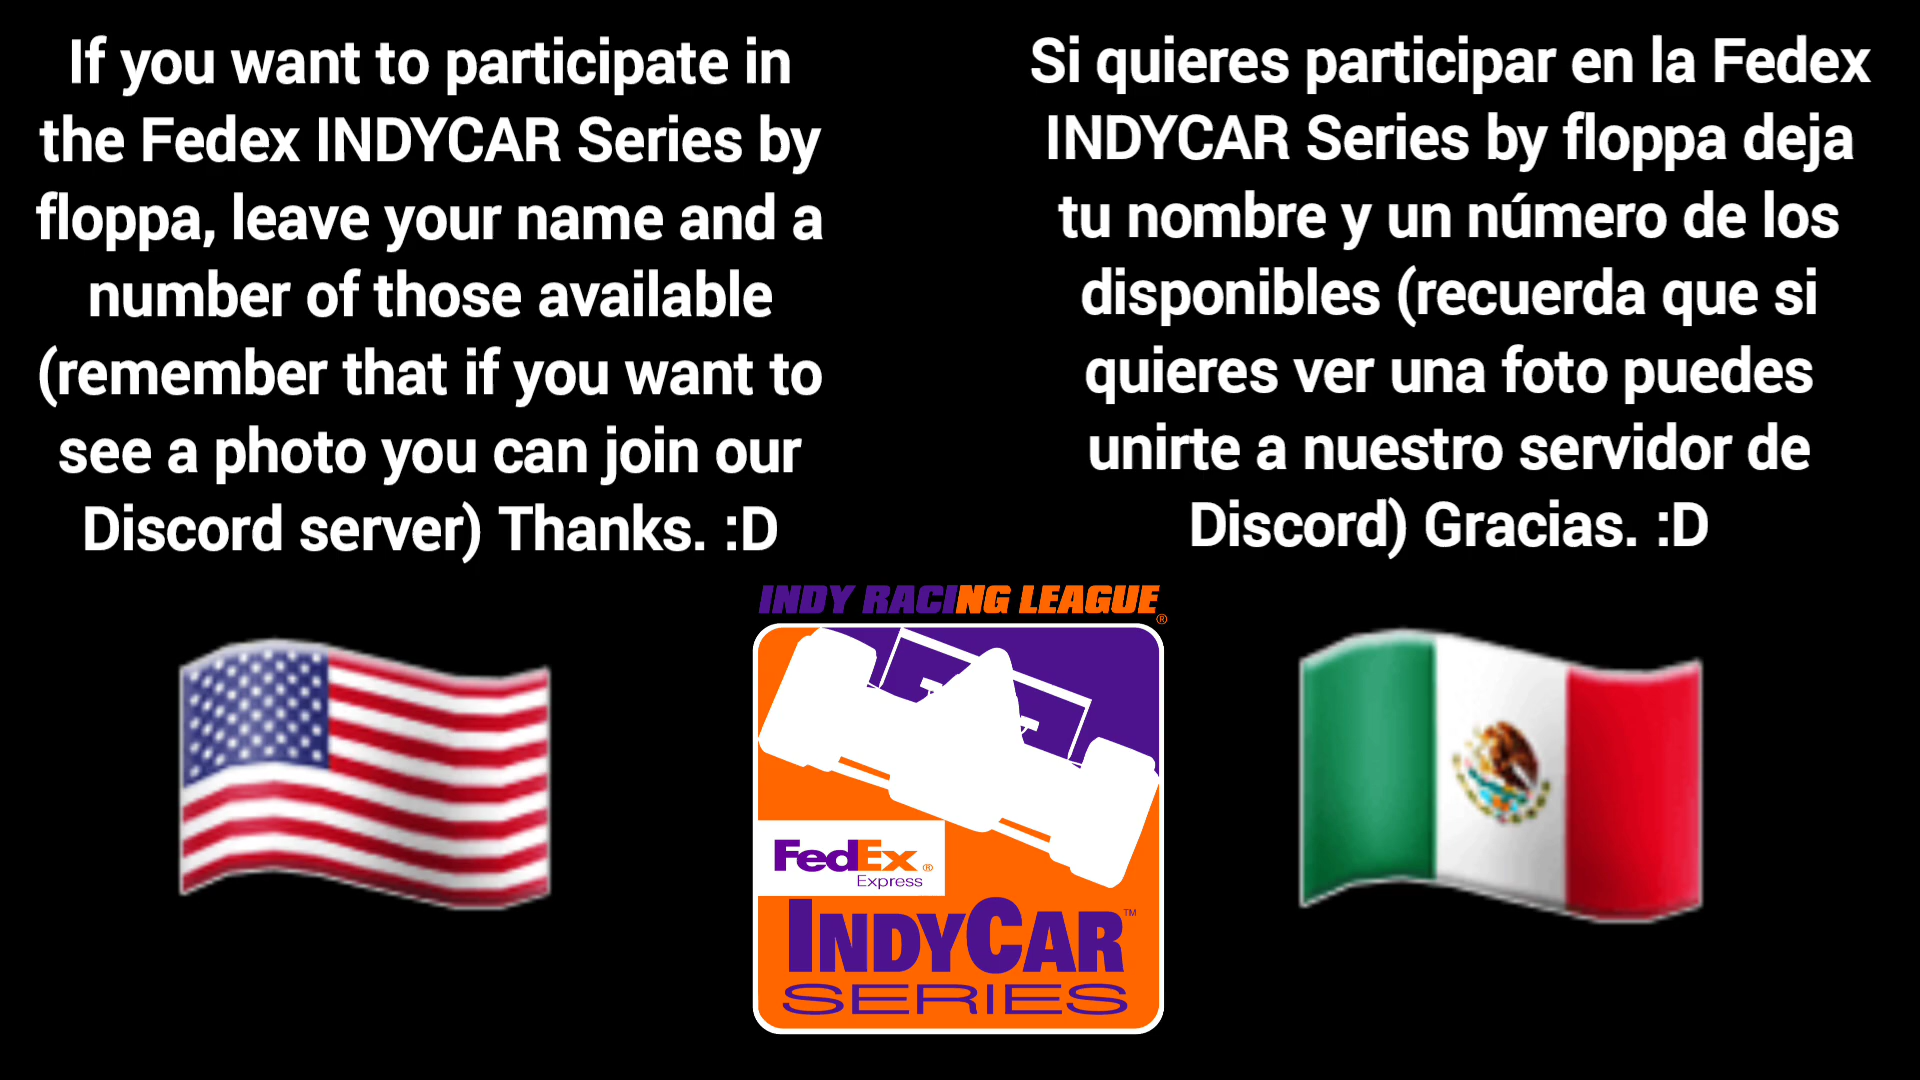 If you want to participate in
the Fedex INDYCAR Series by
floppa, leave your name and a
number of those available
(remember that if you want to
see a photo you can join our
Discord server) Thanks. :D
Si quieres participar en la Fedex
INDYCAR Series by floppa deja
tu nombre y un número de los
disponibles (recuerda que si
quieres ver una foto puedes
unirte a nuestro servidor de
Discord) Gracias. :D
INDY RACING LEAGUE®
FedEx®
Express
INDYCAR™
SERIES